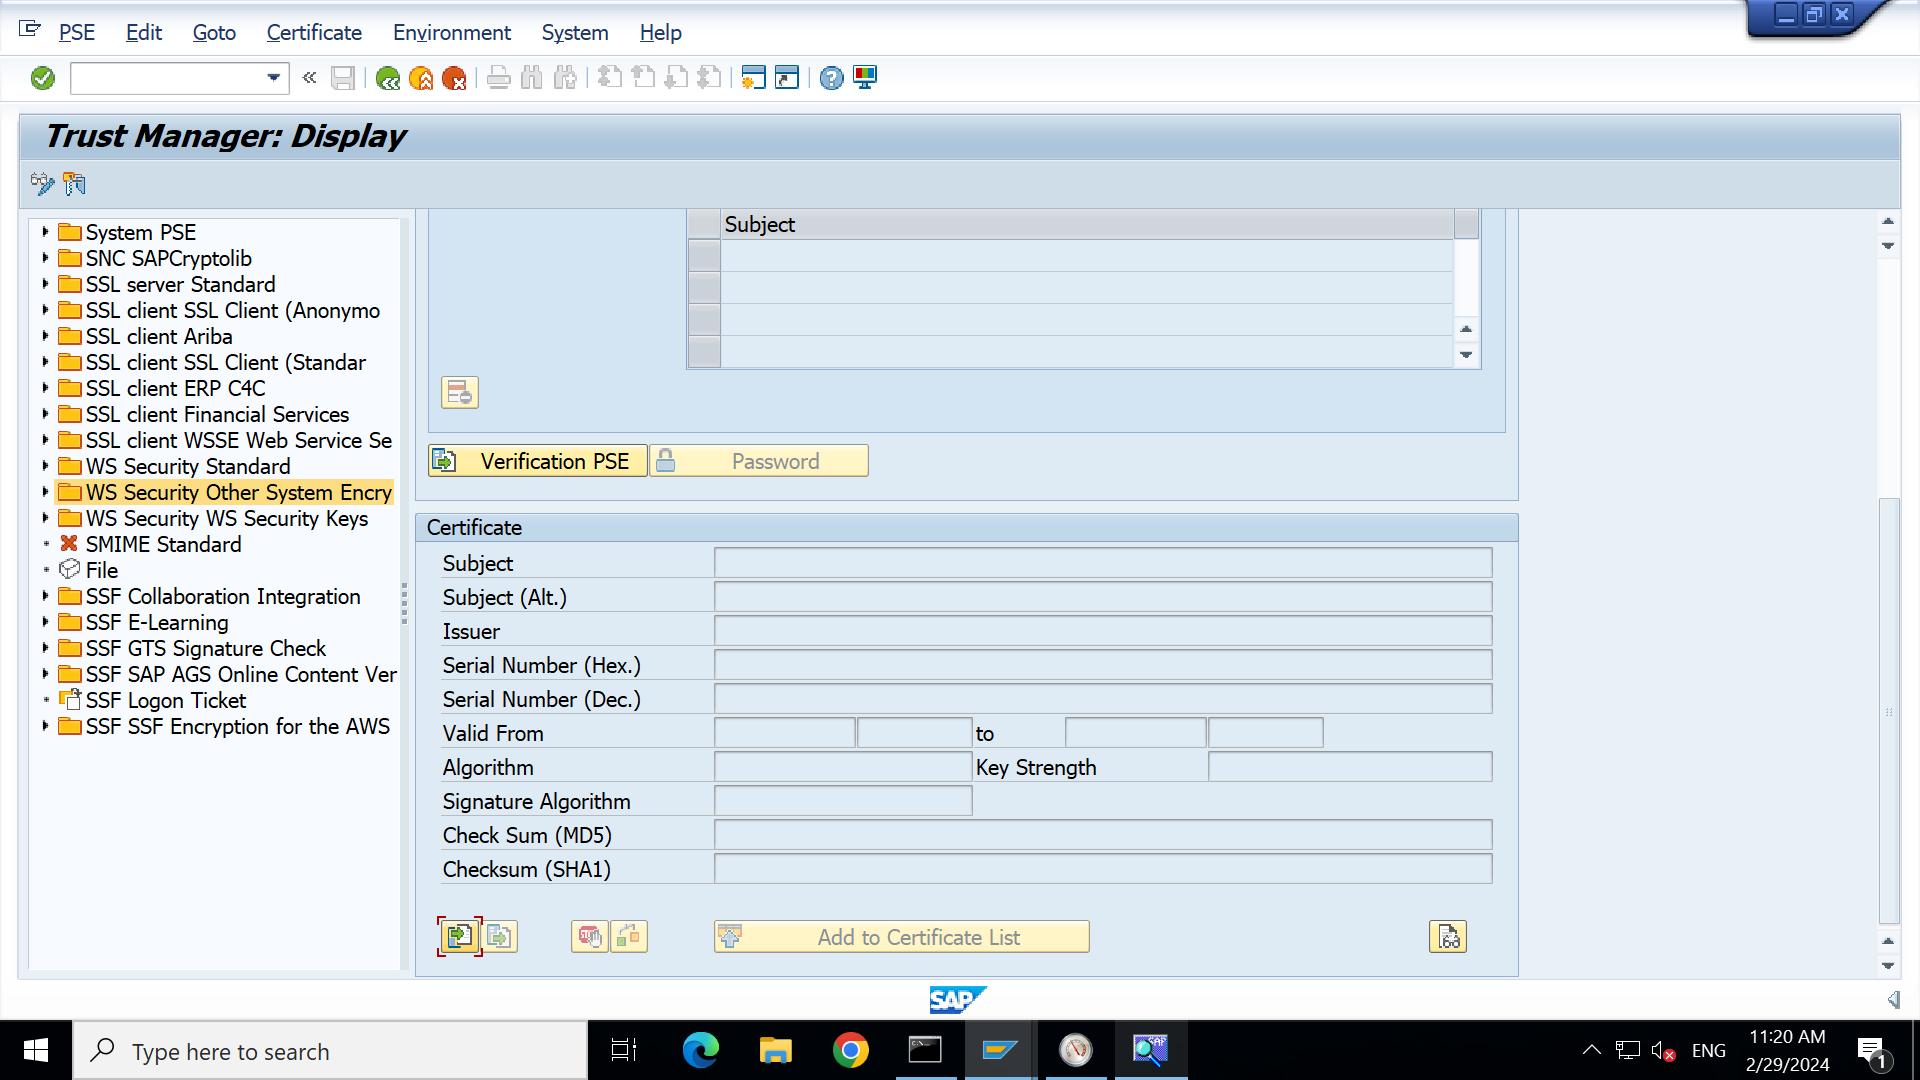 PSE Edit Goto Certificate Environment System Help
Trust Manager: Display
System PSE
SNC SAPCryptolib
SSL server Standard
SSL client SSL Client (Anonymo
SSL client Ariba
SSL client SSL Client (Standar
SSL client ERP C4C
SSL client Financial Services
SSL client WSSE Web Service Se
WS Security Standard
WS Security Other System Encry
WS Security WS Security Keys
SMIME Standard
File
SSF Collaboration Integration
SSF E-Learning
SSF GTS Signature Check
SSF SAP AGS Online Content Ver
SSF Logon Ticket
SSF SSF Encryption for the AWS
Subject
Verification PSE Password
Certificate
Subject
Subject (Alt.)
Issuer
Serial Number (Hex.)
Serial Number (Dec.)
Valid From to
Algorithm Key Strength
Signature Algorithm
Check Sum (MD5)
Checksum (SHA1)
Add to Certificate List
SAP
Type here to search
ENG
11:20 AM
2/29/2024
1